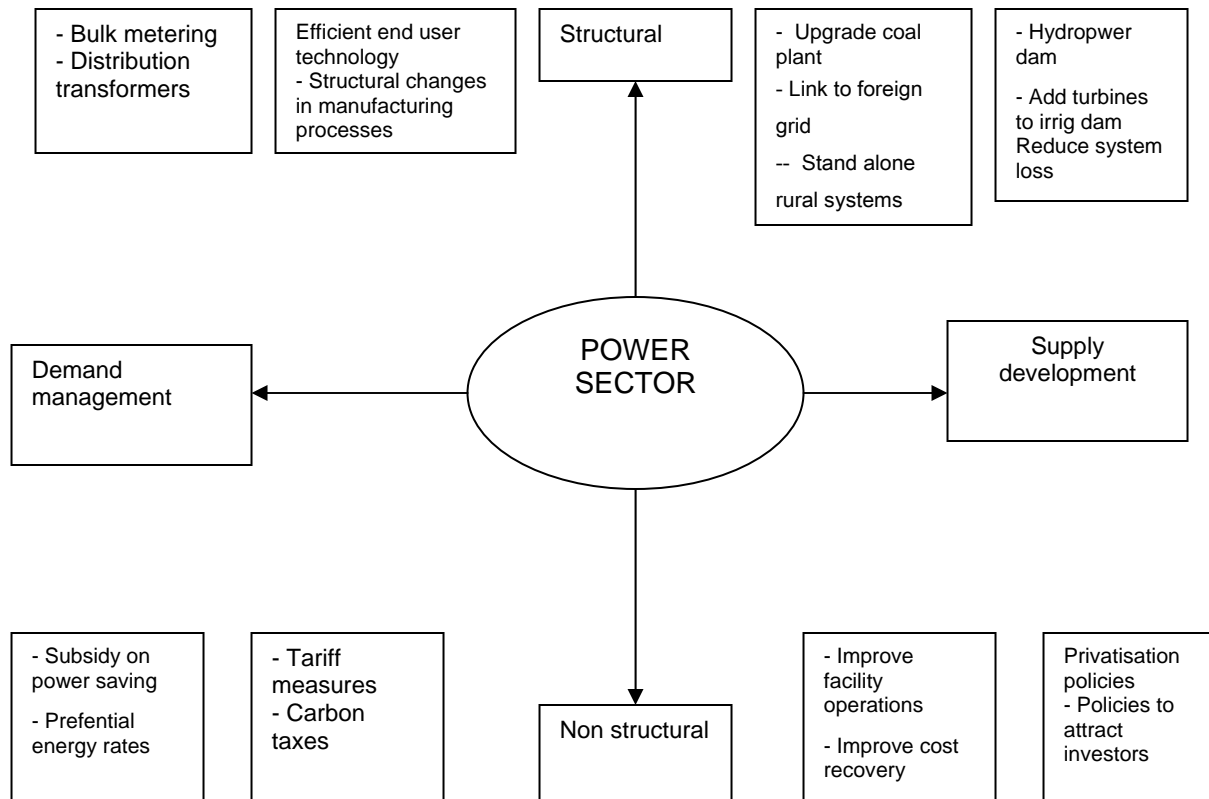 - Bulk metering
- Distribution
transformers
Efficient end user
technology
- Structural changes
in manufacturing
processes
Structural
- Upgrade coal
plant
- Link to foreign
grid
-- Stand alone
rural systems
- Hydropwer
dam
- Add turbines
to irrig dam
Reduce system
loss
Demand
management
POWER
SECTOR
Supply
development
- Subsidy on
power saving
- Prefential
energy rates
- Tariff
measures
- Carbon
taxes
Non structural
- Improve
facility
operations
- Improve cost
recovery
Privatisation
policies
- Policies to
attract
investors